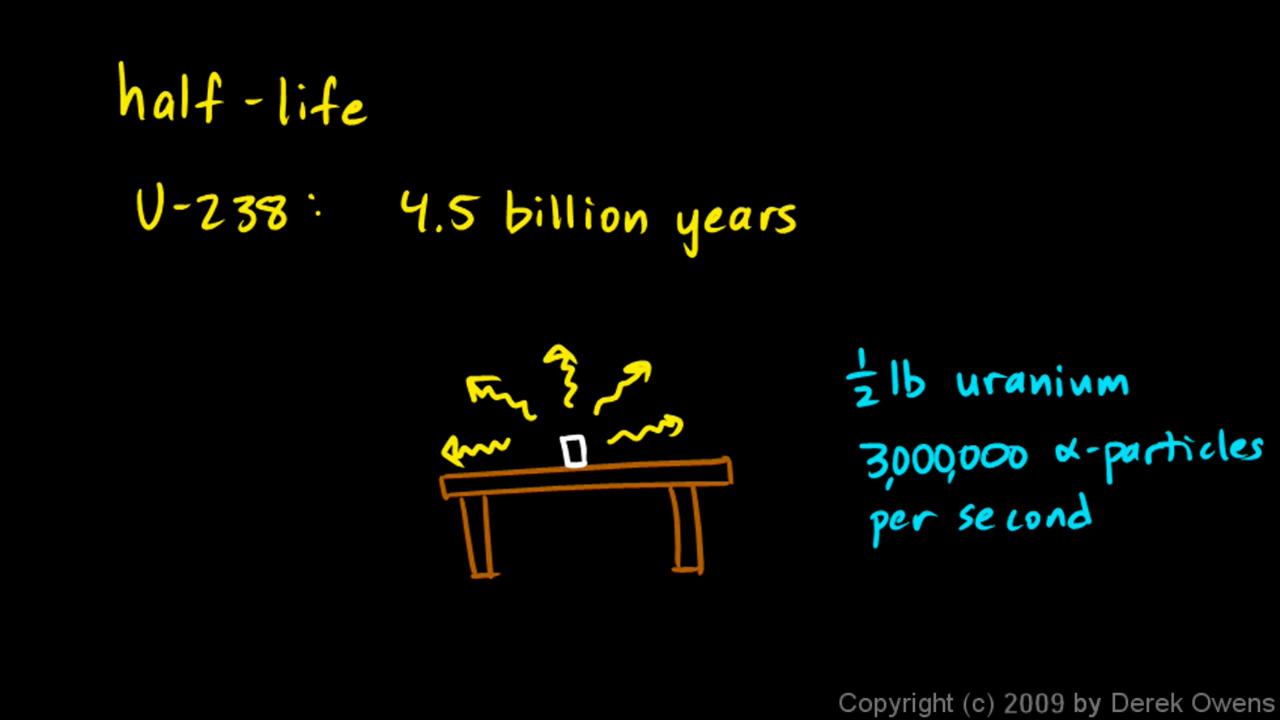 half-life
U-238: 4.5 billion years
½ lb uranium
3,000,000 α-particles
per second
Copyright (c) 2009 by Derek Owens